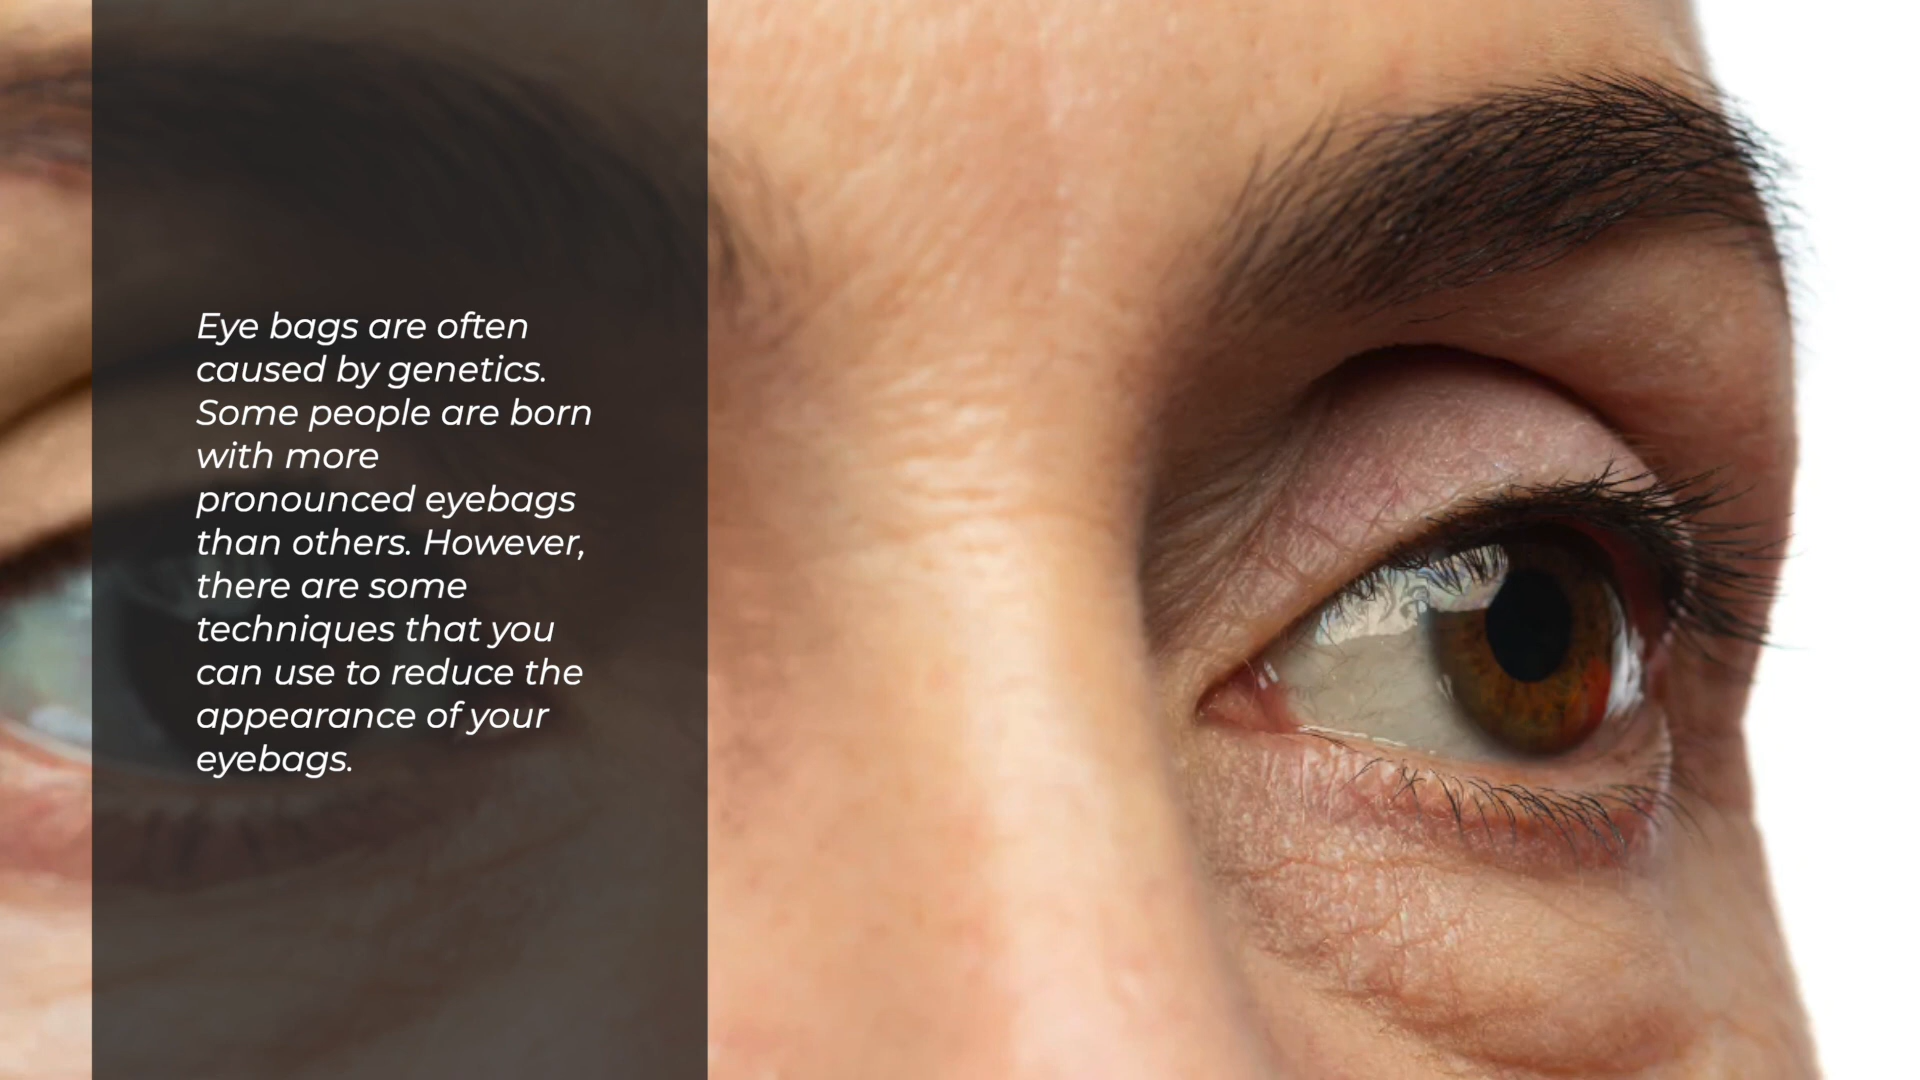 Eye bags are often
caused by genetics.
Some people are born
with more
pronounced eyebags
than others. However,
there are some
techniques that you
can use to reduce the
appearance of your
eyebags.